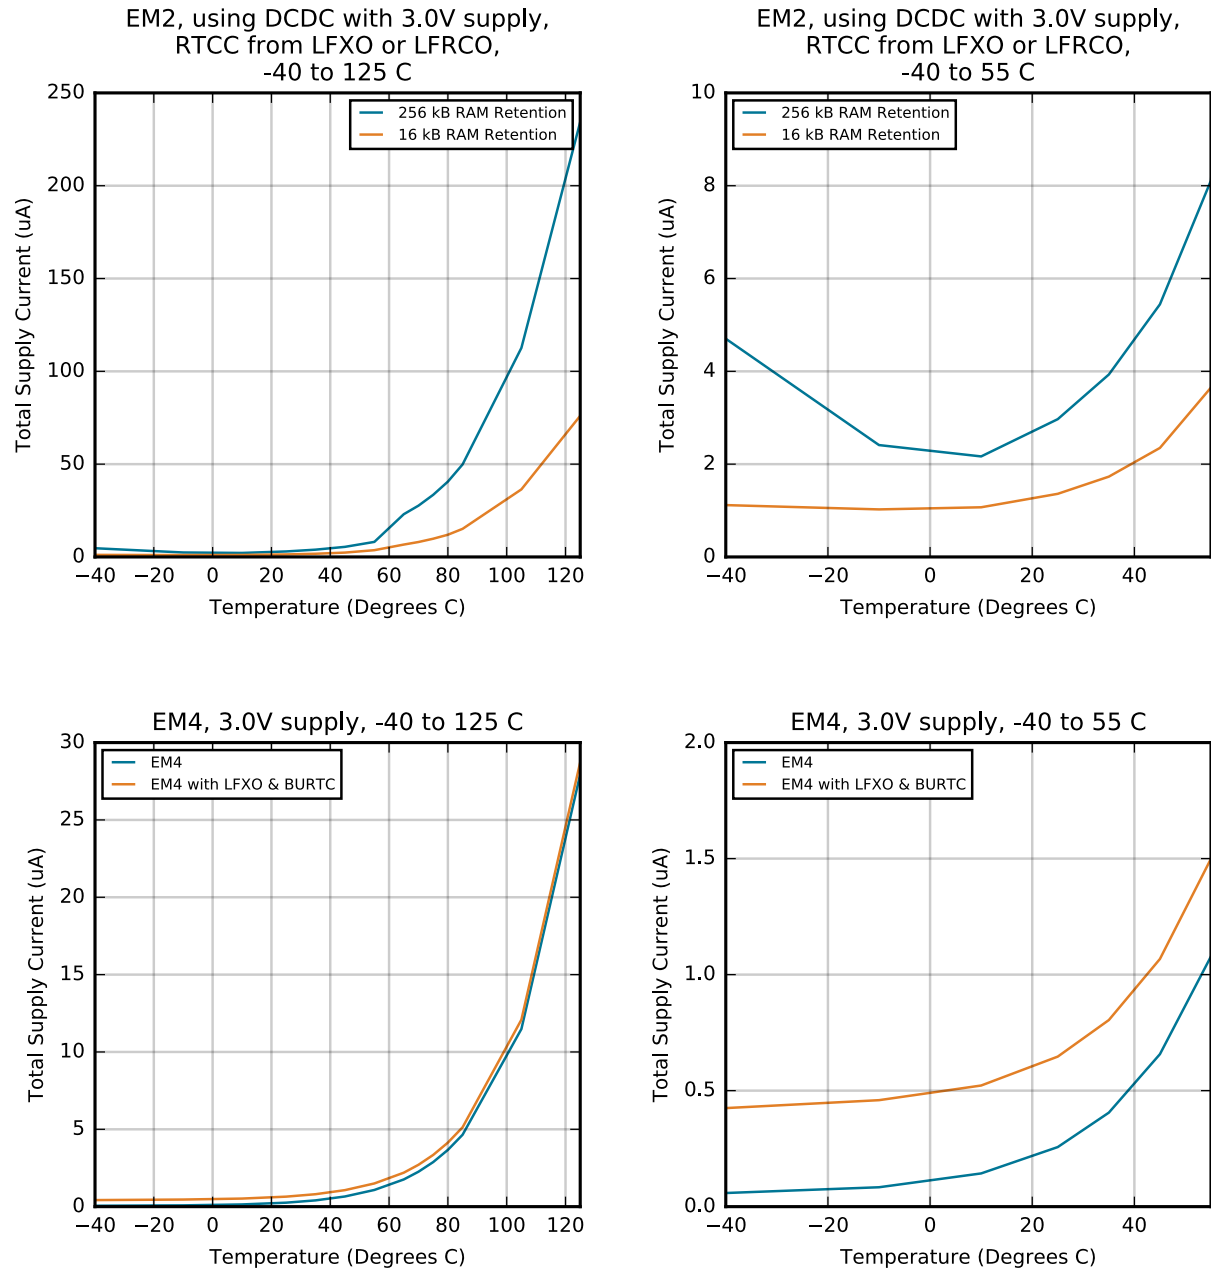 EM2, using DCDC with 3.0V supply,
RTCC from LFXO or LFRCO,
-40 to 125 C
250
200
150
100
50
0
Total Supply Current (uA)
256 kB RAM Retention
16 kB RAM Retention
−40 −20 0 20 40 60 80 100 120
Temperature (Degrees C)
EM2, using DCDC with 3.0V supply,
RTCC from LFXO or LFRCO,
-40 to 55 C
10
8
6
4
2
0
Total Supply Current (uA)
256 kB RAM Retention
16 kB RAM Retention
−40 −20 0 20 40
Temperature (Degrees C)
EM4, 3.0V supply, -40 to 125 C
30
25
20
15
10
5
0
Total Supply Current (uA)
EM4
EM4 with LFXO & BURTC
−40 −20 0 20 40 60 80 100 120
Temperature (Degrees C)
EM4, 3.0V supply, -40 to 55 C
2.0
1.5
1.0
0.5
0.0
Total Supply Current (uA)
EM4
EM4 with LFXO & BURTC
−40 −20 0 20 40
Temperature (Degrees C)